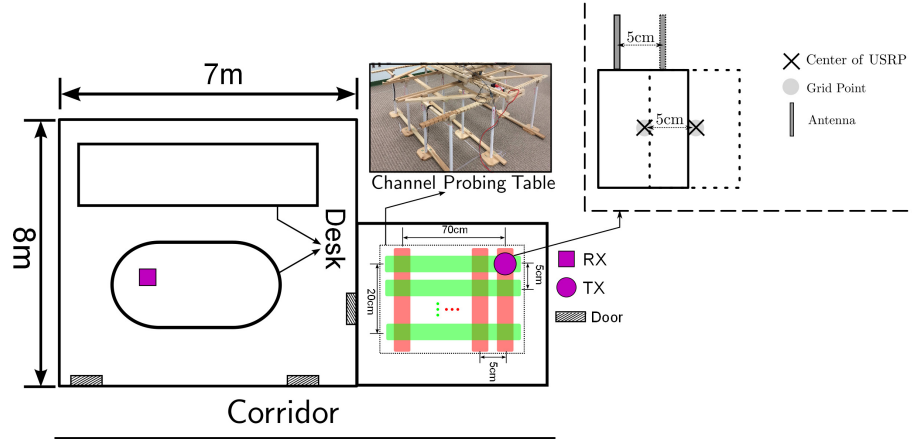 7m
8m
Desk
Channel Probing Table
70cm
20cm
5cm
5cm
RX
TX
Door
Corridor
5cm
5cm
Center of USRP
Grid Point
Antenna